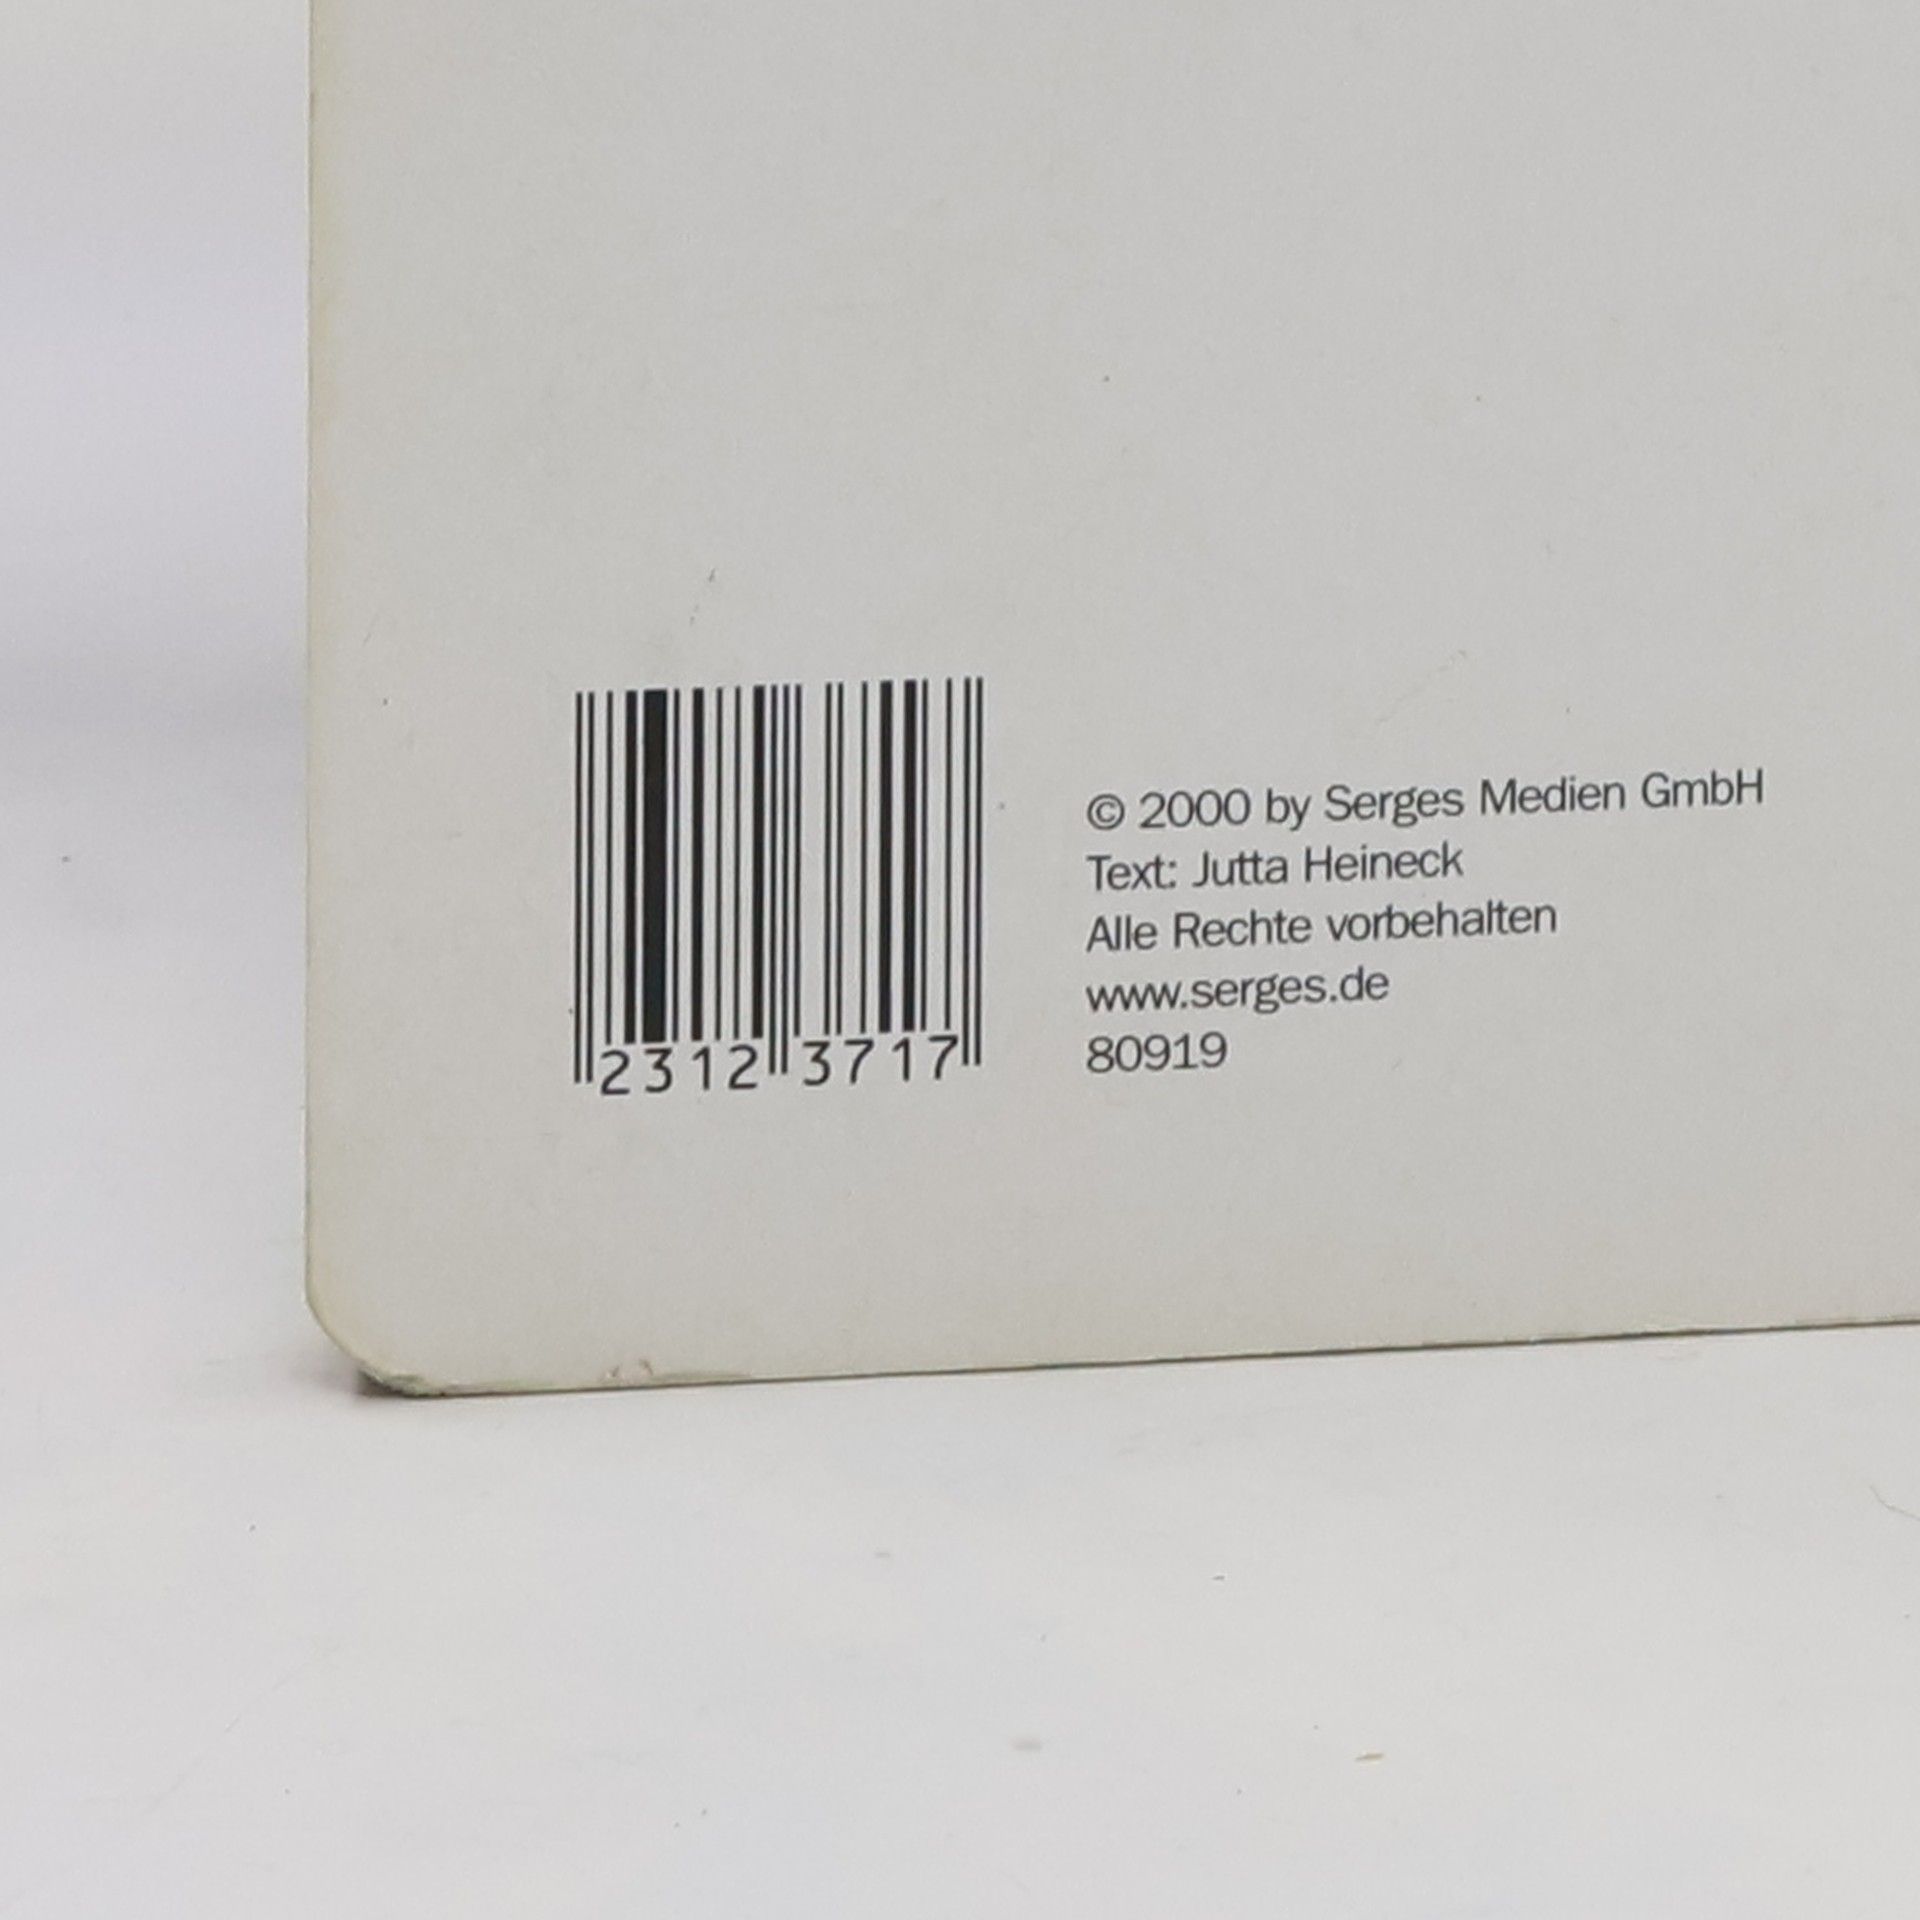 2312 3717
© 2000 by Serges Medien GmbH
Text: Jutta Heineck
Alle Rechte vorbehalten
www.serges.de
80919